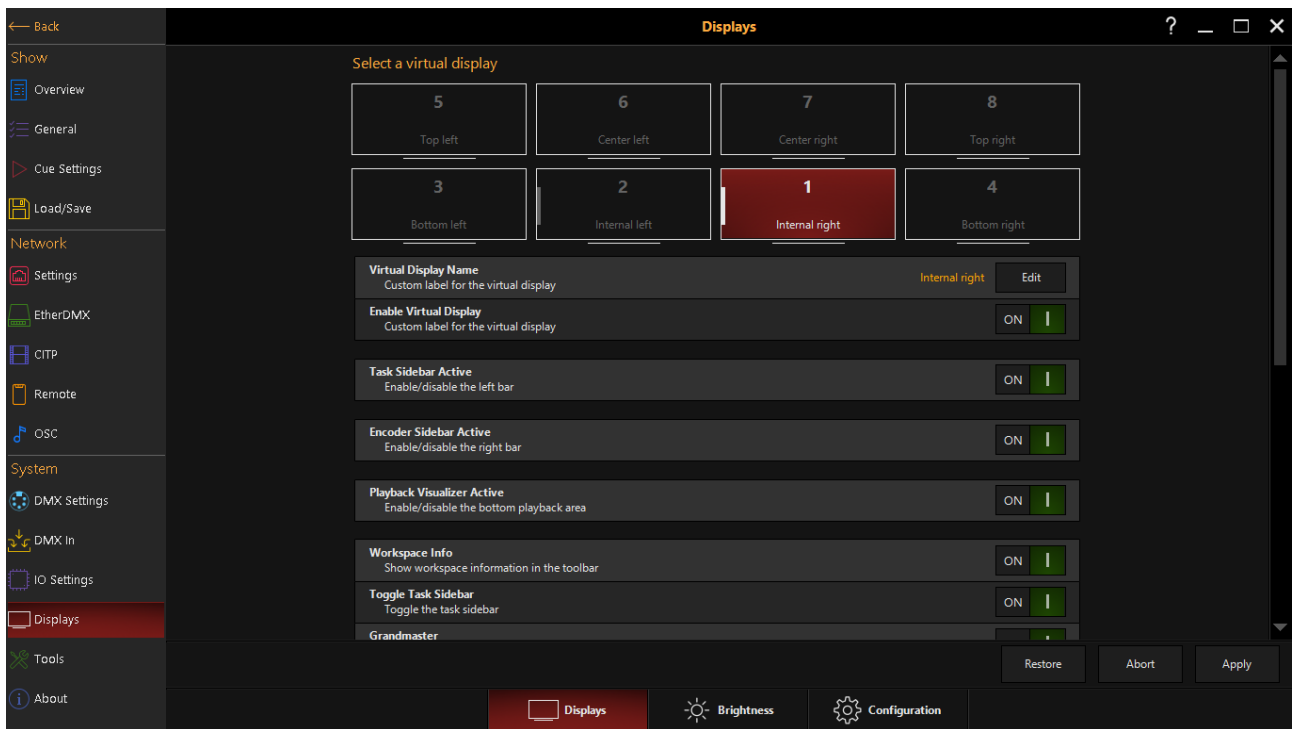 Back
Displays
?
Show
Overview
General
Cue Settings
Load/Save
Network
Settings
EtherDMX
CITP
Remote
OSC
System
DMX Settings
DMX In
IO Settings
Displays
Tools
About
Select a virtual display
5
Top left
6
Center left
7
Center right
8
Top right
3
Bottom left
2
Internal left
1
Internal right
4
Bottom right
Virtual Display Name
Custom label for the virtual display
Internal right
Edit
Enable Virtual Display
Custom label for the virtual display
ON
Task Sidebar Active
Enable/disable the left bar
ON
Encoder Sidebar Active
Enable/disable the right bar
ON
Playback Visualizer Active
Enable/disable the bottom playback area
ON
Workspace Info
Show workspace information in the toolbar
ON
Toggle Task Sidebar
Toggle the task sidebar
ON
Grandmaster
Restore
Abort
Apply
Displays
Brightness
Configuration